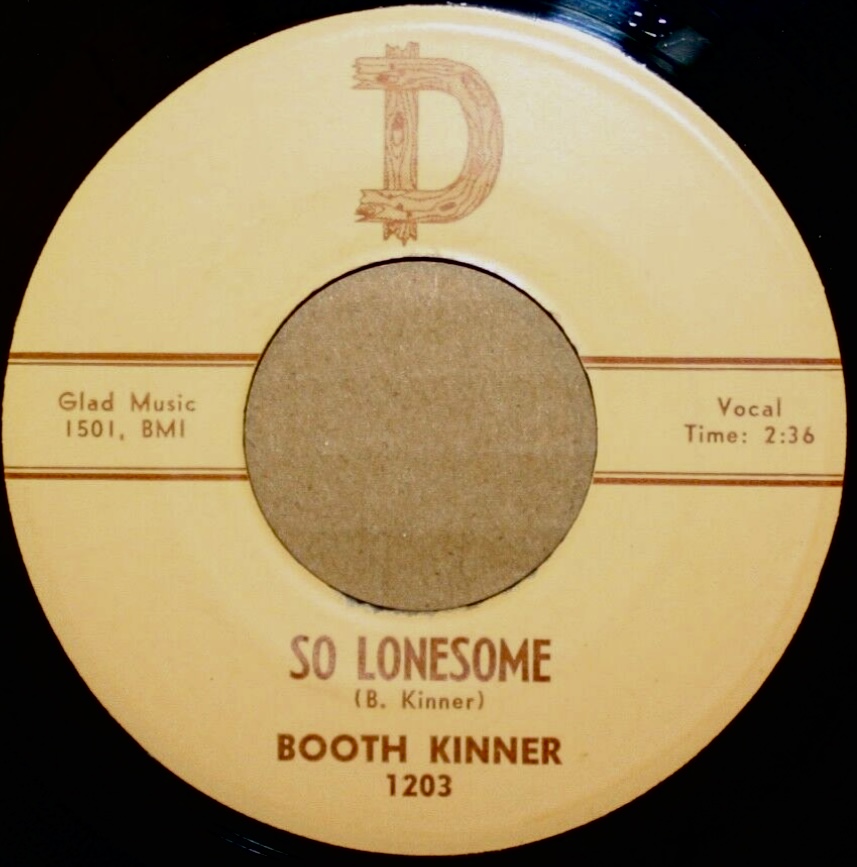 D
Glad Music
1501, BMI
Vocal
Time: 2:36
SO LONESOME
(B. Kinner)
BOOTH KINNER
1203